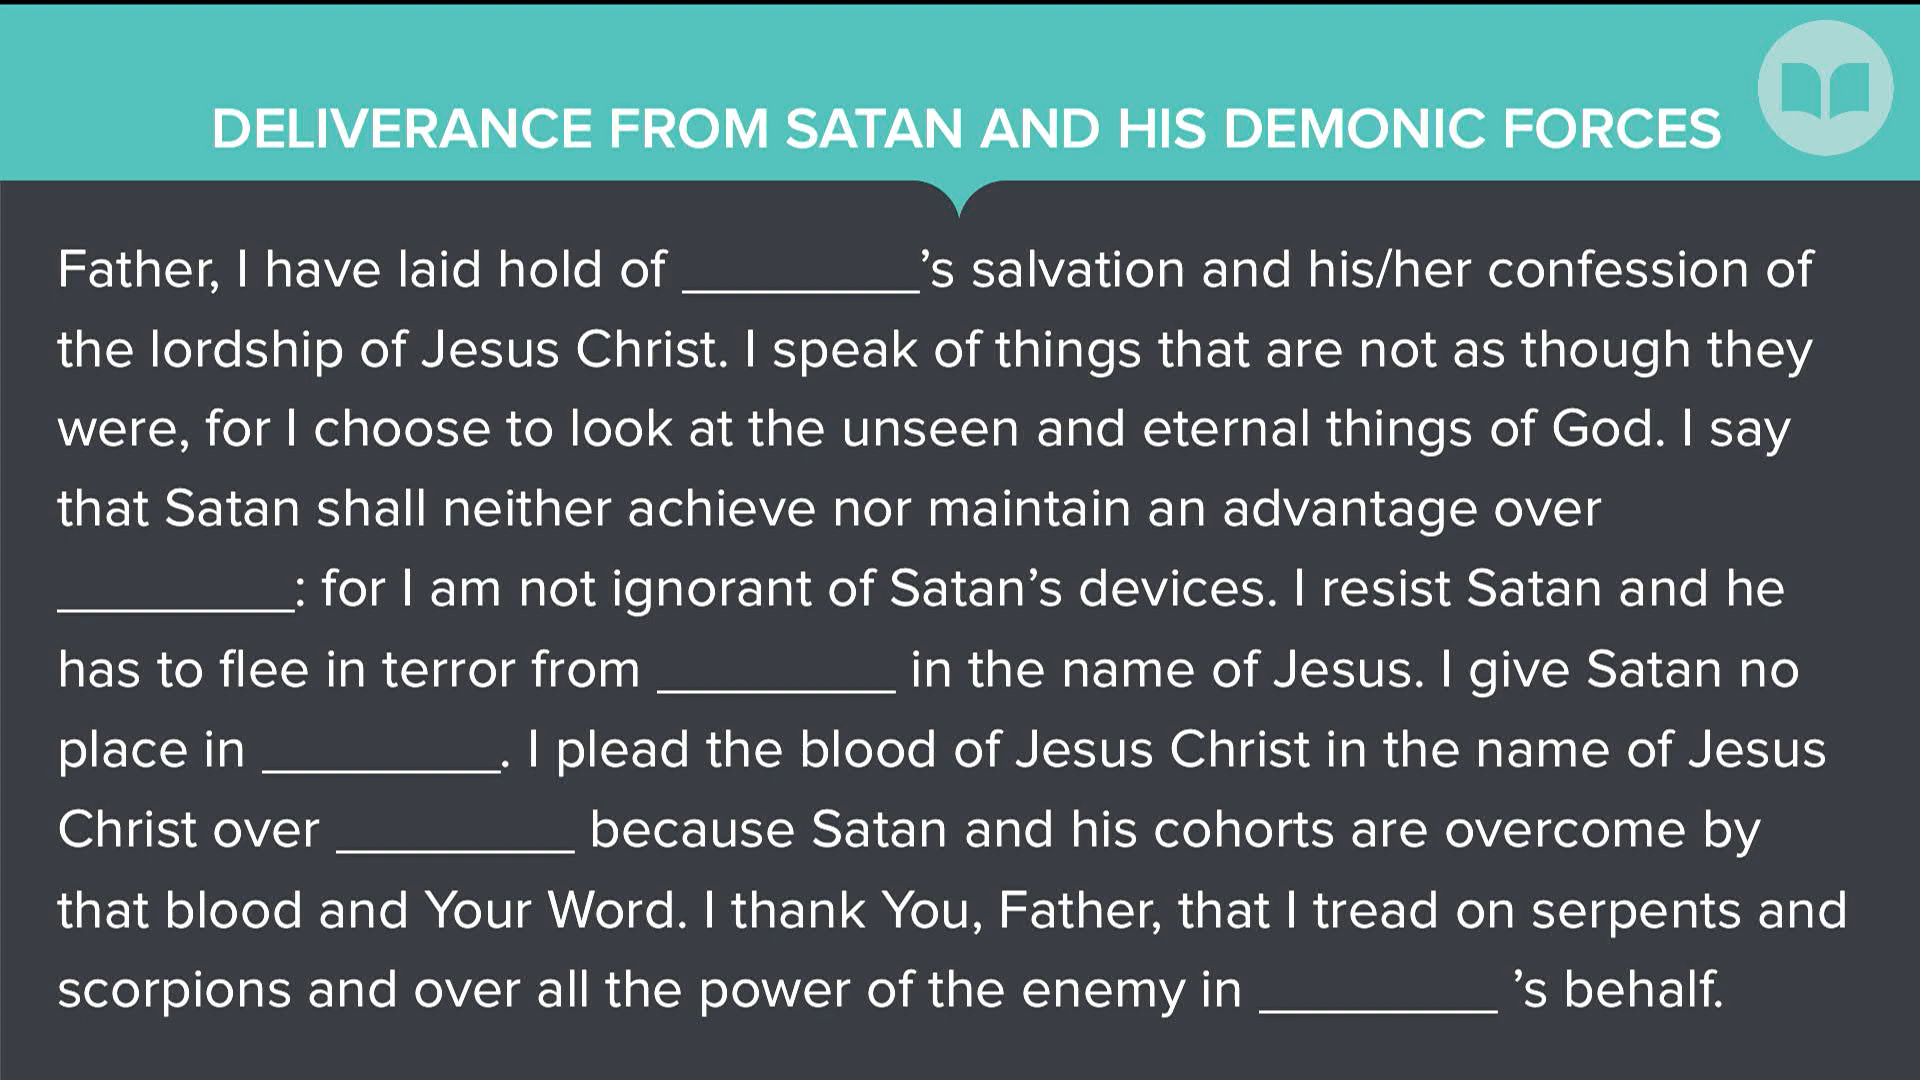 DELIVERANCE FROM SATAN AND HIS DEMONIC FORCES
Father, I have laid hold of _________’s salvation and his/her confession of
the lordship of Jesus Christ. I speak of things that are not as though they
were, for I choose to look at the unseen and eternal things of God. I say
that Satan shall neither achieve nor maintain an advantage over
_________: for I am not ignorant of Satan’s devices. I resist Satan and he
has to flee in terror from _________ in the name of Jesus. I give Satan no
place in _________. I plead the blood of Jesus Christ in the name of Jesus
Christ over _________ because Satan and his cohorts are overcome by
that blood and Your Word. I thank You, Father, that I tread on serpents and
scorpions and over all the power of the enemy in _________ ’s behalf.